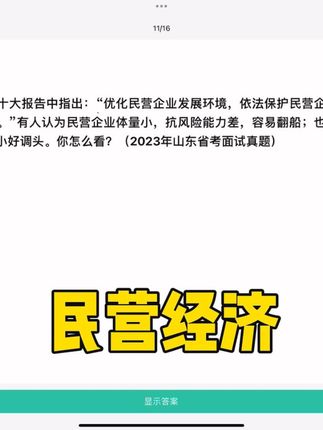 11/16
十大报告中指出：“优化民营企业发展环境，依法保护民营企
。”有人认为民营企业体量小，抗风险能力差，容易翻船；也
小好调头。你怎么看？（2023年山东省考面试真题）
民营经济
显示答案